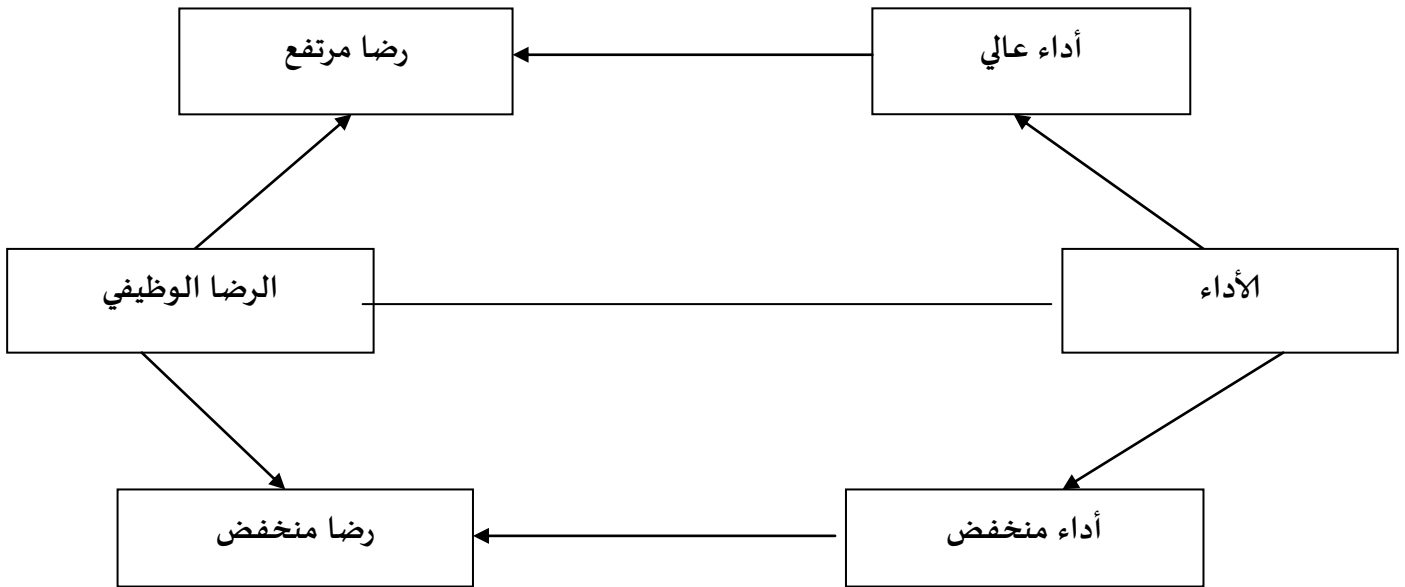 أداء عالي
رضا مرتفع
الأداء
الرضا الوظيفي
أداء منخفض
رضا منخفض